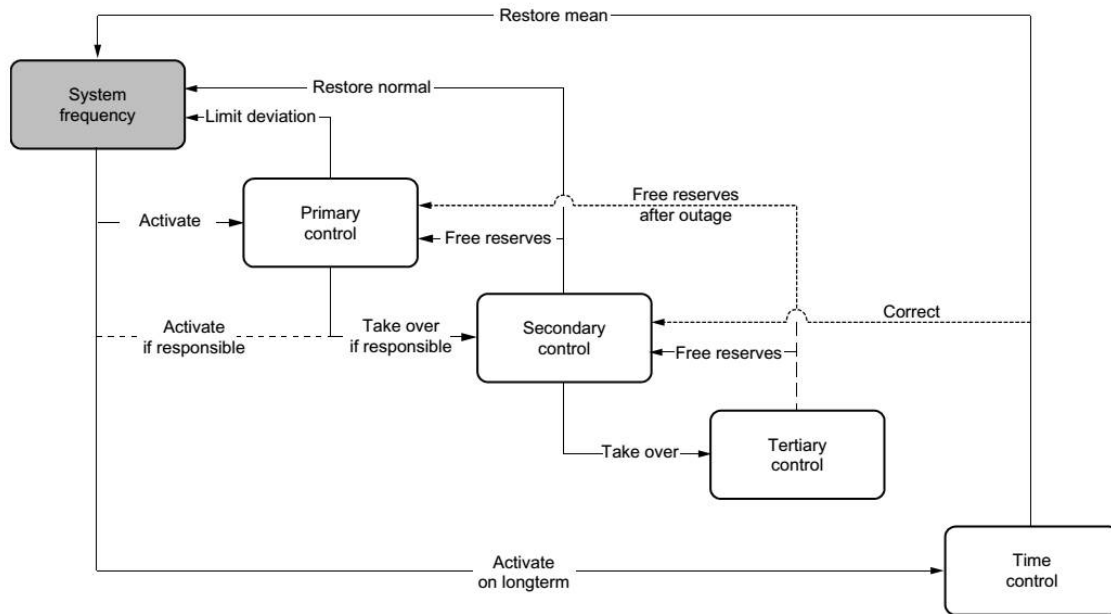 Restore mean
System
frequency
Restore normal
Limit deviation
Primary
control
Free reserves
after outage
Activate
Free reserves
Secondary
control
Correct
Activate
if responsible
Take over
if responsible
Free reserves
Tertiary
control
Take over
Time
control
Activate
on longterm